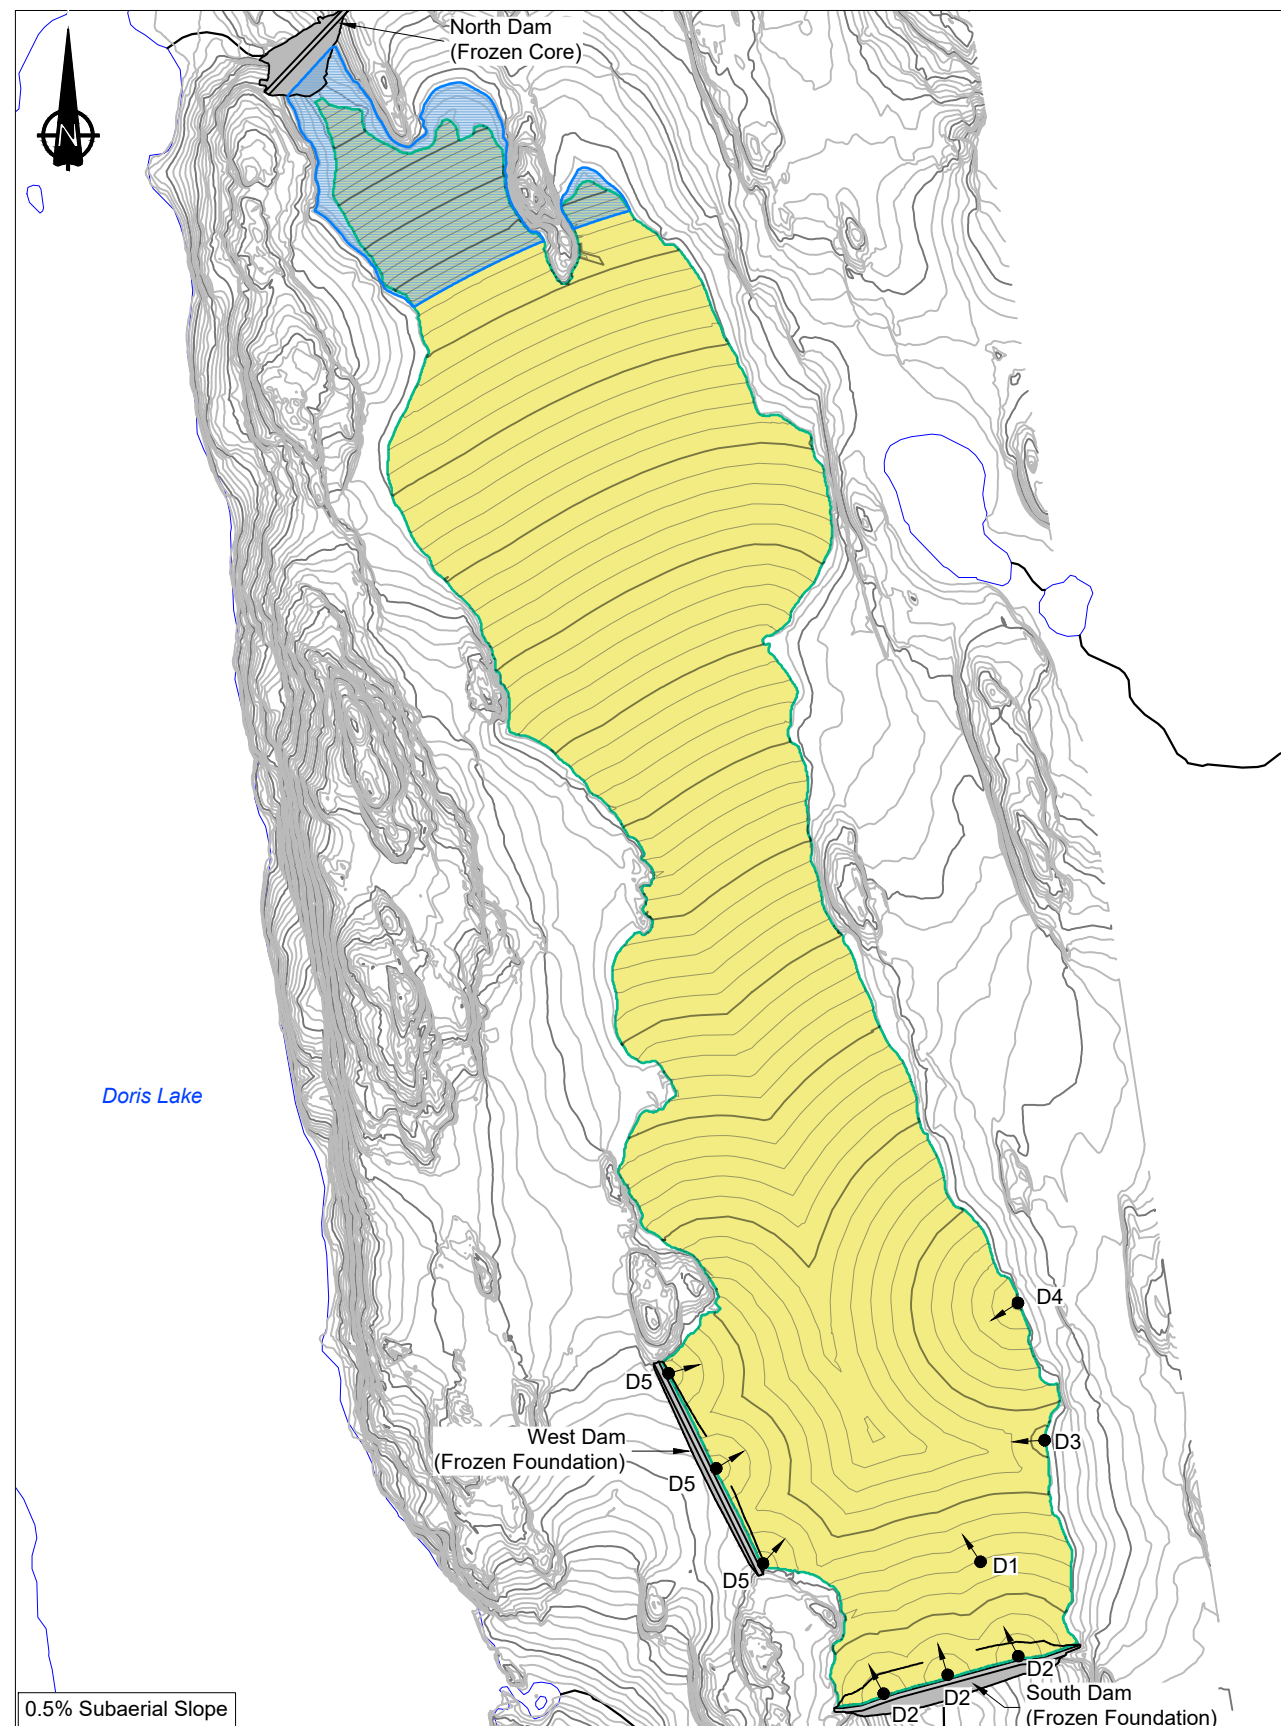 North Dam
(Frozen Core)
N
Doris Lake
D4
D5
D3
West Dam
(Frozen Foundation)
D5
D1
D5
D2
D2
D2
South Dam
(Frozen Foundation)
0.5% Subaerial Slope